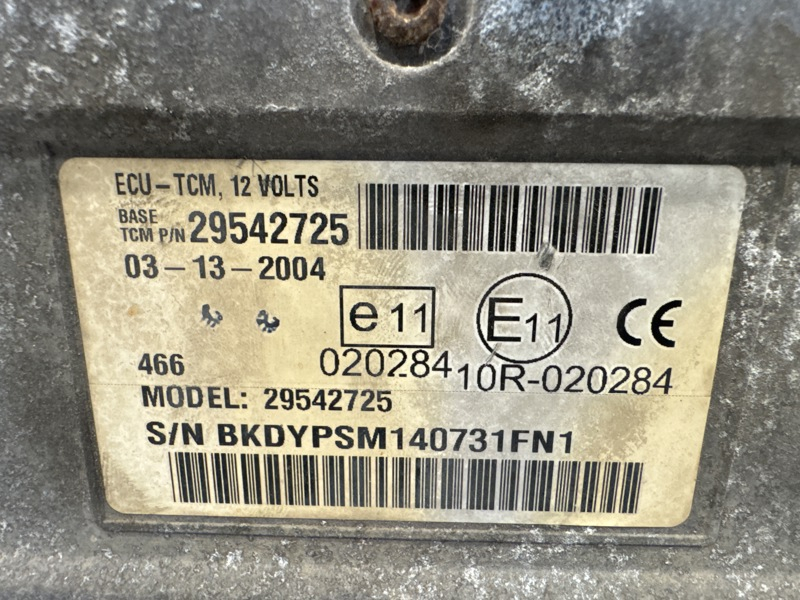 ECU-TCM, 12 VOLTS
BASE
TCM P/N 29542725
03-13-2004
e11
E11
CE
466
020284
10R-020284
MODEL: 29542725
S/N BKDYPSM140731FN1